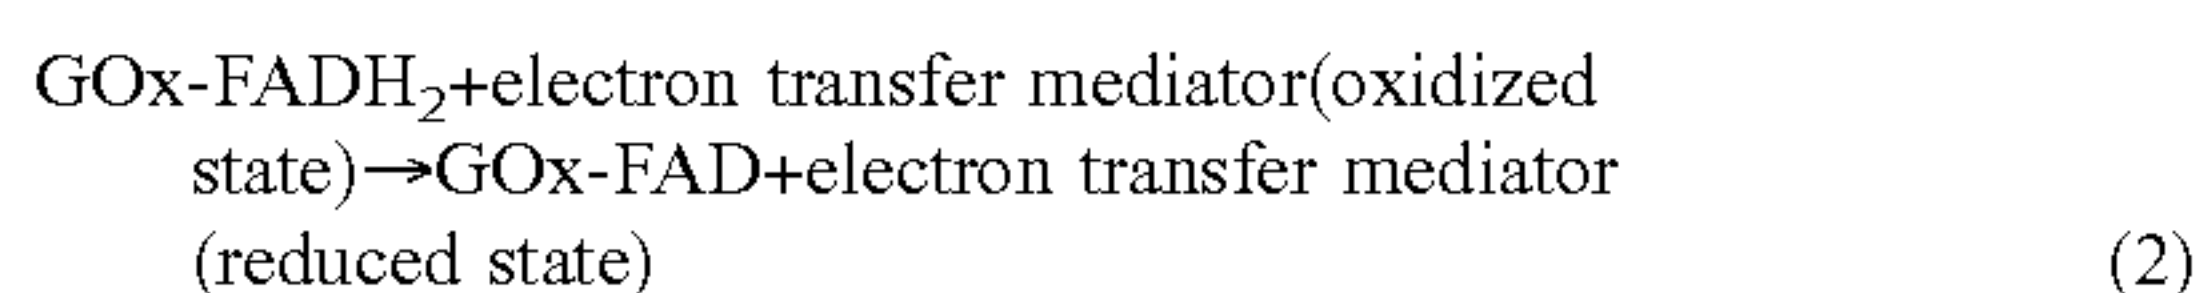 GOx-FADH₂+electron transfer mediator(oxidized
state)→GOx-FAD+electron transfer mediator
(reduced state) (2)